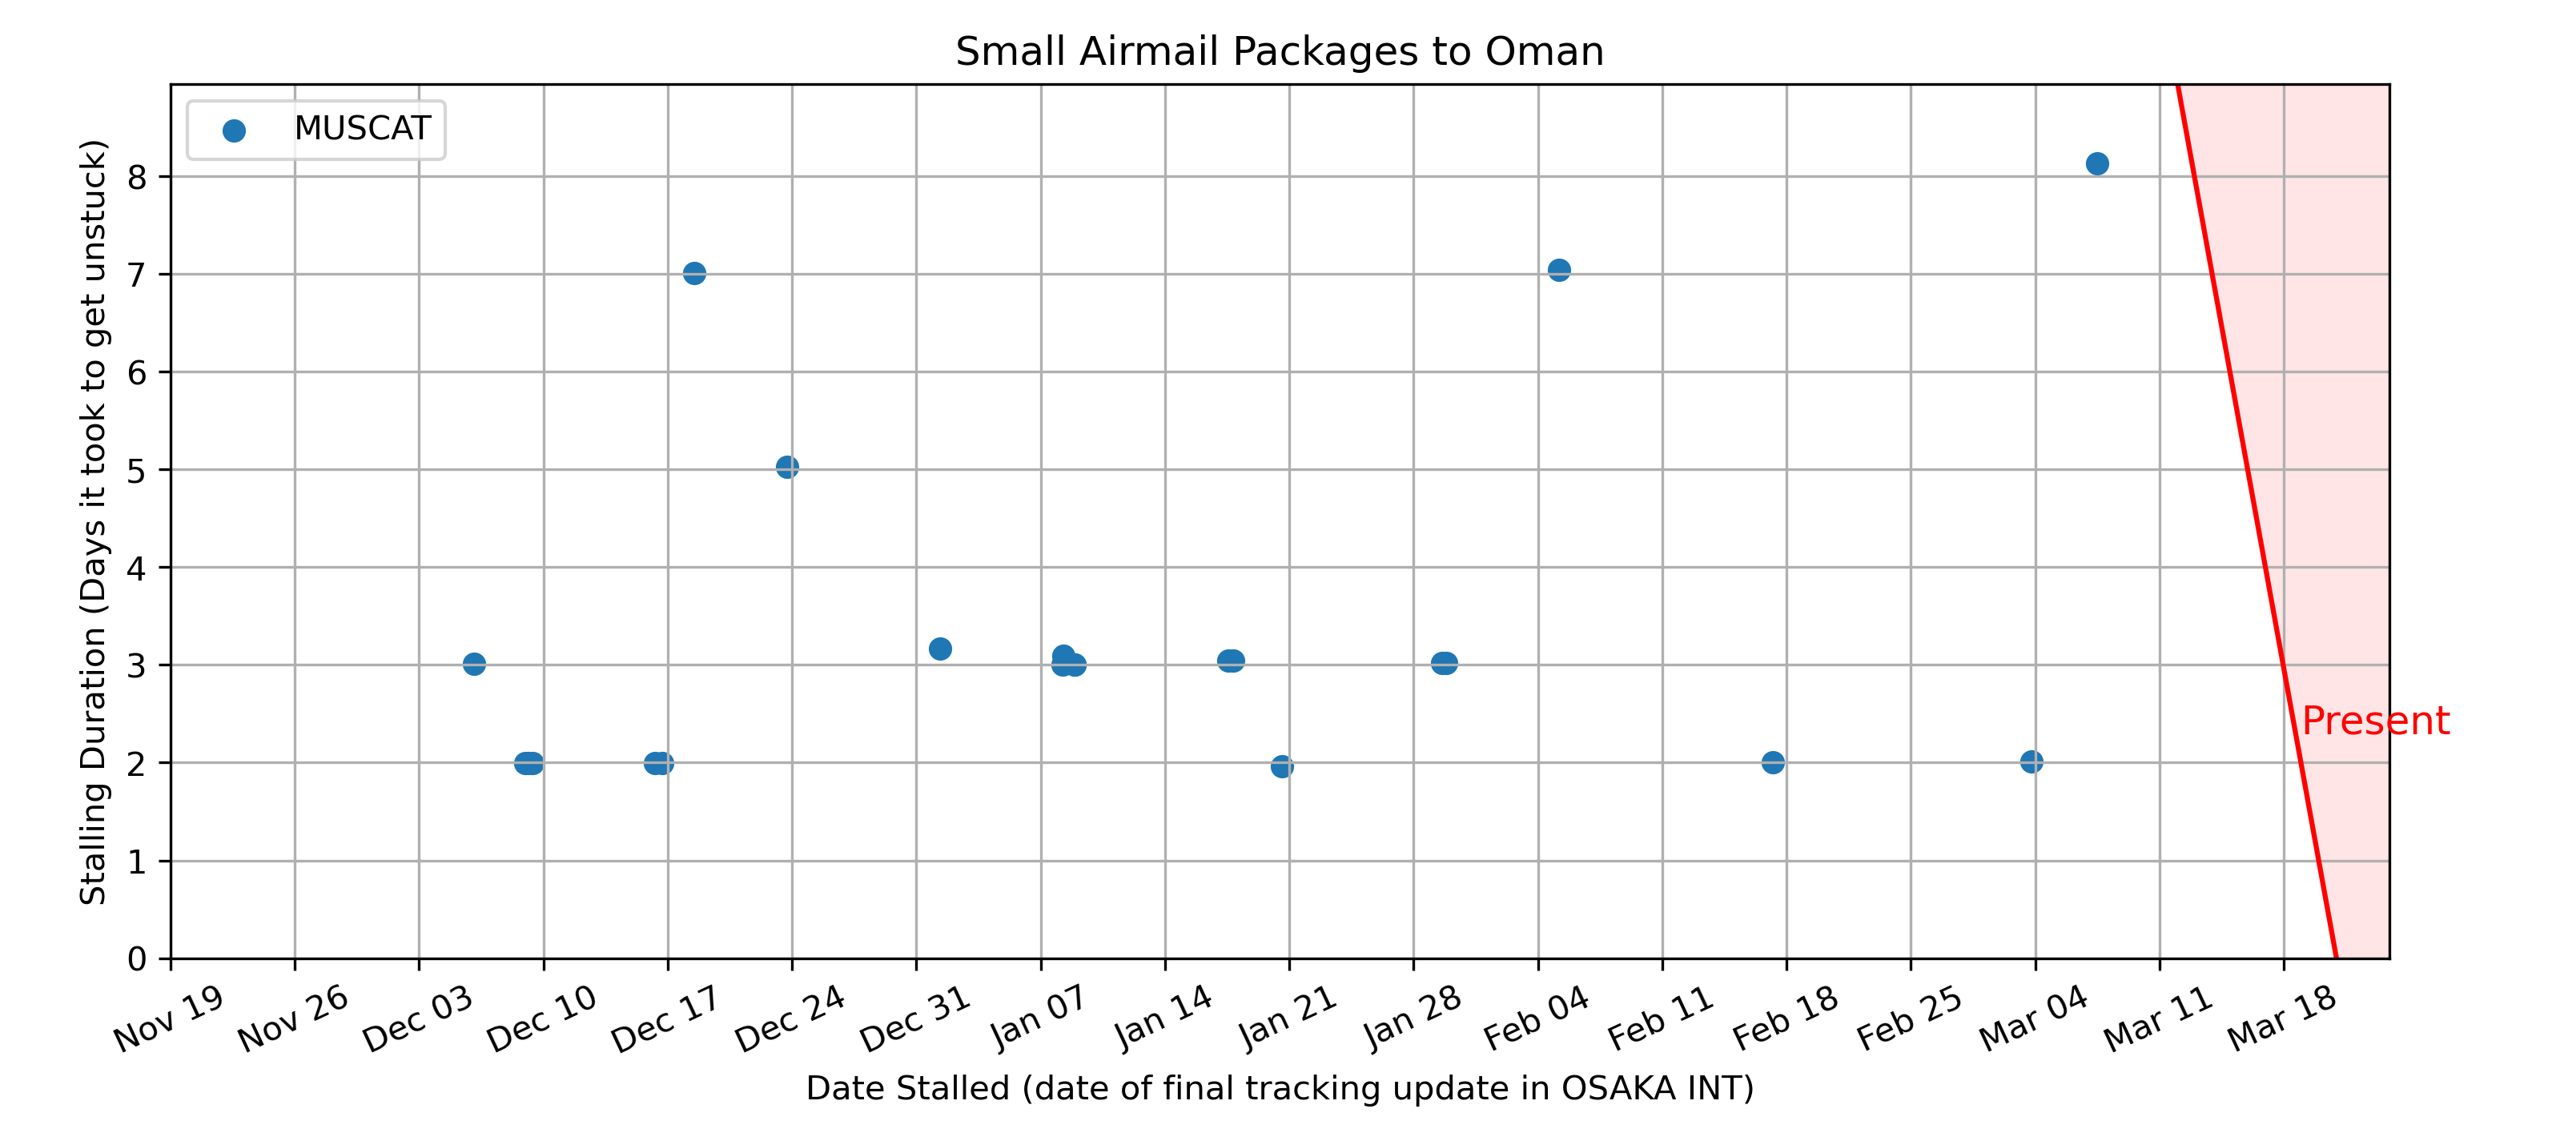 Small Airmail Packages to Oman
MUSCAT
Stalling Duration (Days it took to get unstuck)
8
7
6
5
4
3
2
1
0
Present
Nov 19
Nov 26
Dec 03
Dec 10
Dec 17
Dec 24
Dec 31
Jan 07
Jan 14
Jan 21
Jan 28
Feb 04
Feb 11
Feb 18
Feb 25
Mar 04
Mar 11
Mar 18
Date Stalled (date of final tracking update in OSAKA INT)